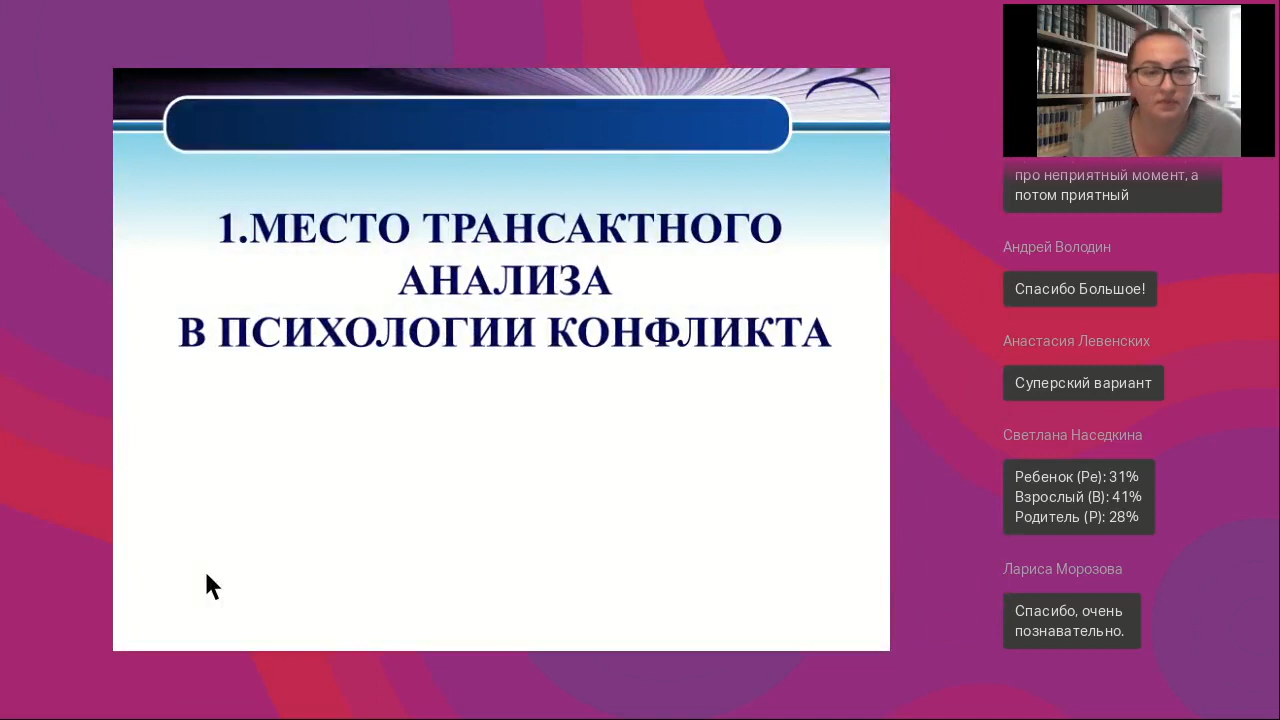 1.МЕСТО ТРАНСАКТНОГО
АНАЛИЗА
В ПСИХОЛОГИИ КОНФЛИКТА
про неприятный момент, а
потом приятный
Андрей Володин
Спасибо Большое!
Анастасия Левенских
Суперский вариант
Светлана Наседкина
Ребенок (Ре): 31%
Взрослый (В): 41%
Родитель (Р): 28%
Лариса Морозова
Спасибо, очень
познавательно.